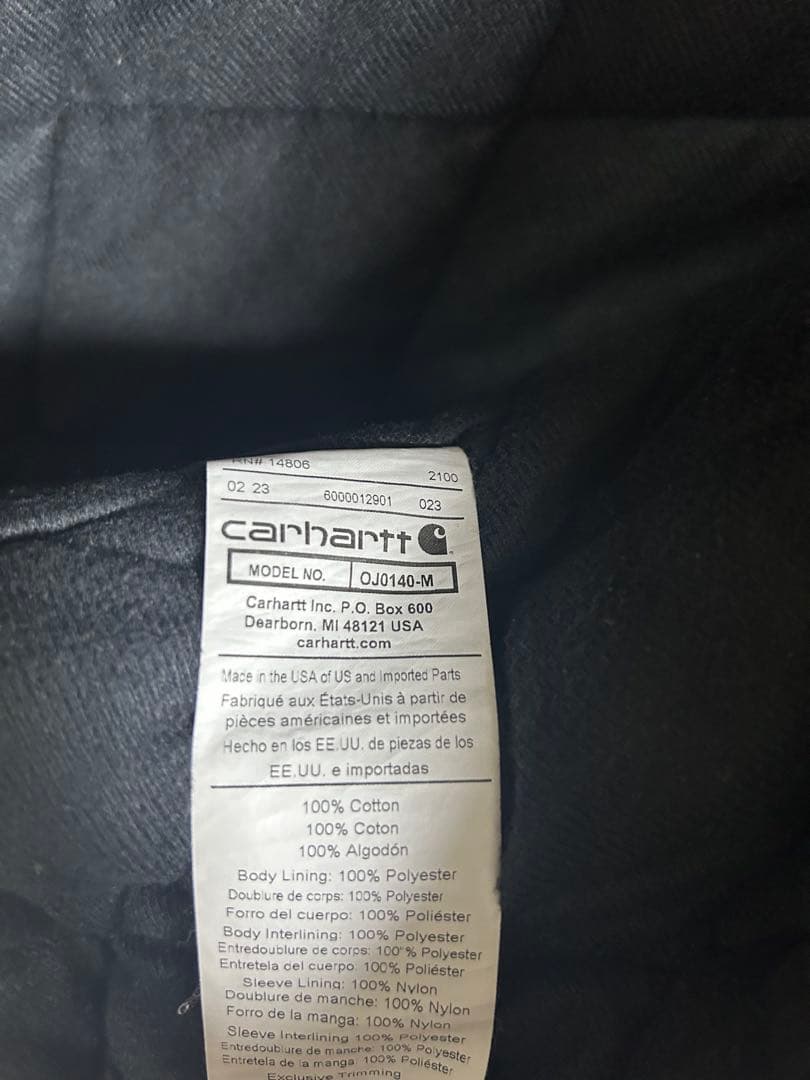 RN# 14806
2100
02 23 6000012901 023
carhartt
MODEL NO. OJ0140-M
Carhartt Inc. P.O. Box 600
Dearborn, MI 48121 USA
carhartt.com
Made in the USA of US and Imported Parts
Fabriqué aux États-Unis à partir de
pièces américaines et importées
Hecho en los EE.UU. de piezas de los
EE.UU. e importadas
100% Cotton
100% Coton
100% Algodón
Body Lining: 100% Polyester
Doublure de corps: 100% Polyester
Forro del cuerpo: 100% Poliéster
Body Interlining: 100% Polyester
Entredoublure de corps: 100% Polyester
Entretela del cuerpo: 100% Poliéster
Sleeve Lining: 100% Nylon
Doublure de manche: 100% Nylon
Forro de la manga: 100% Nylon
Sleeve Interlining 100% Polyester
Entredoublure de manche: 100% Polyester
Entretela de la manga 100% Poliéster
Exclusive Trimming